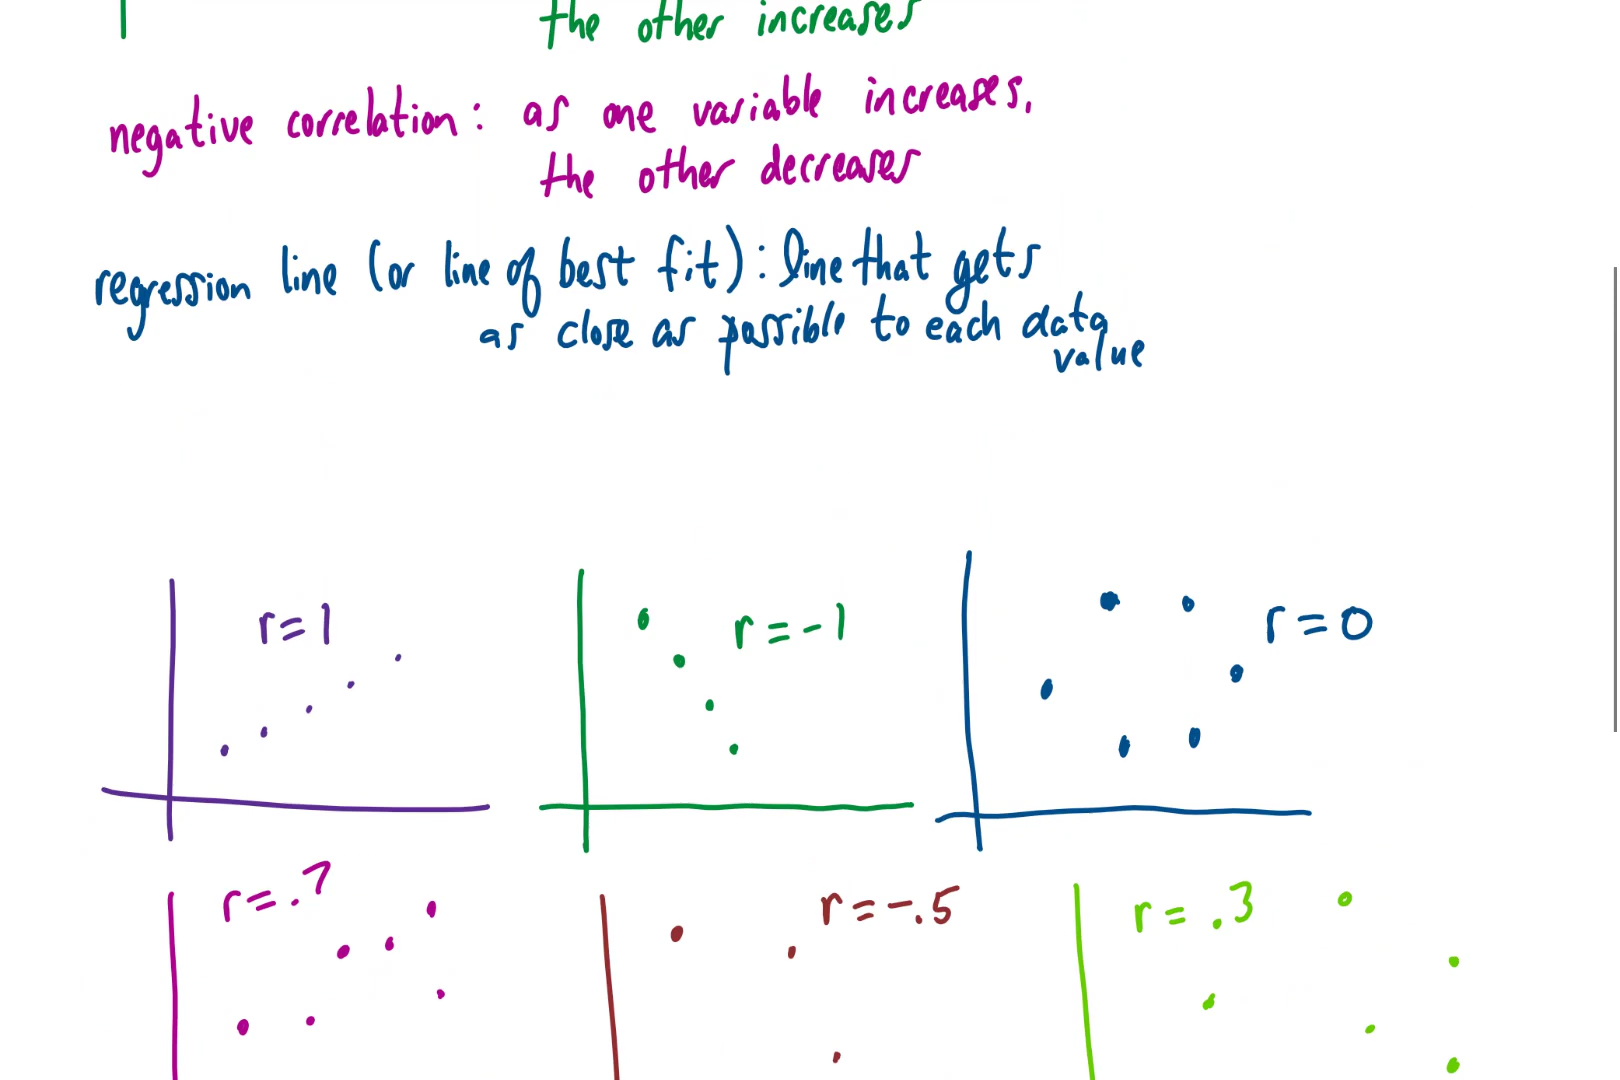 the other increases
negative correlation: as one variable increases,
the other decreases
regression line (or line of best fit): line that gets
as close as possible to each data
value
r=1
r=-1
r=0
r=.7
r=-.5
r=.3